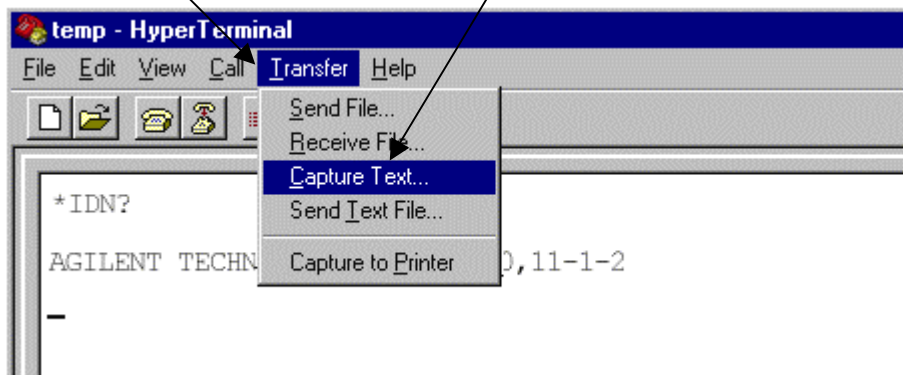 temp - HyperTerminal
File Edit View Call Transfer Help
Send File...
Receive File...
Capture Text...
Send Text File...
Capture to Printer
*IDN?
AGILENT TECHN ,11-1-2